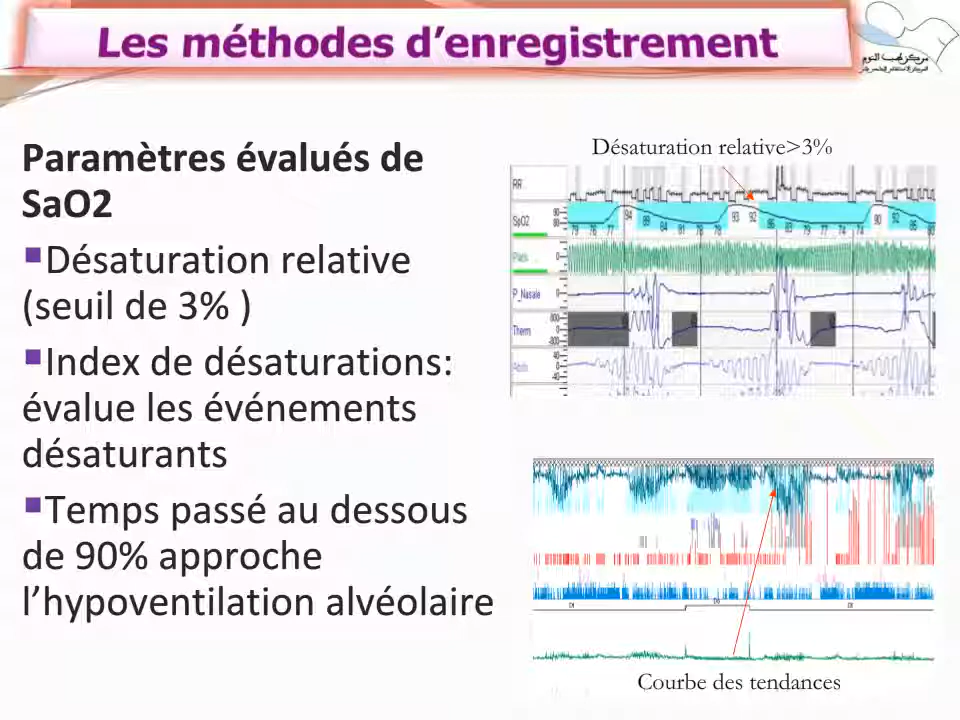 Les méthodes d’enregistrement
Paramètres évalués de
SaO2
Désaturation relative
(seuil de 3% )
Index de désaturations:
évalue les événements
désaturants
Temps passé au dessous
de 90% approche
l’hypoventilation alvéolaire
Désaturation relative>3%
RR
SpO2
P_Nasale
Therm
Courbe des tendances